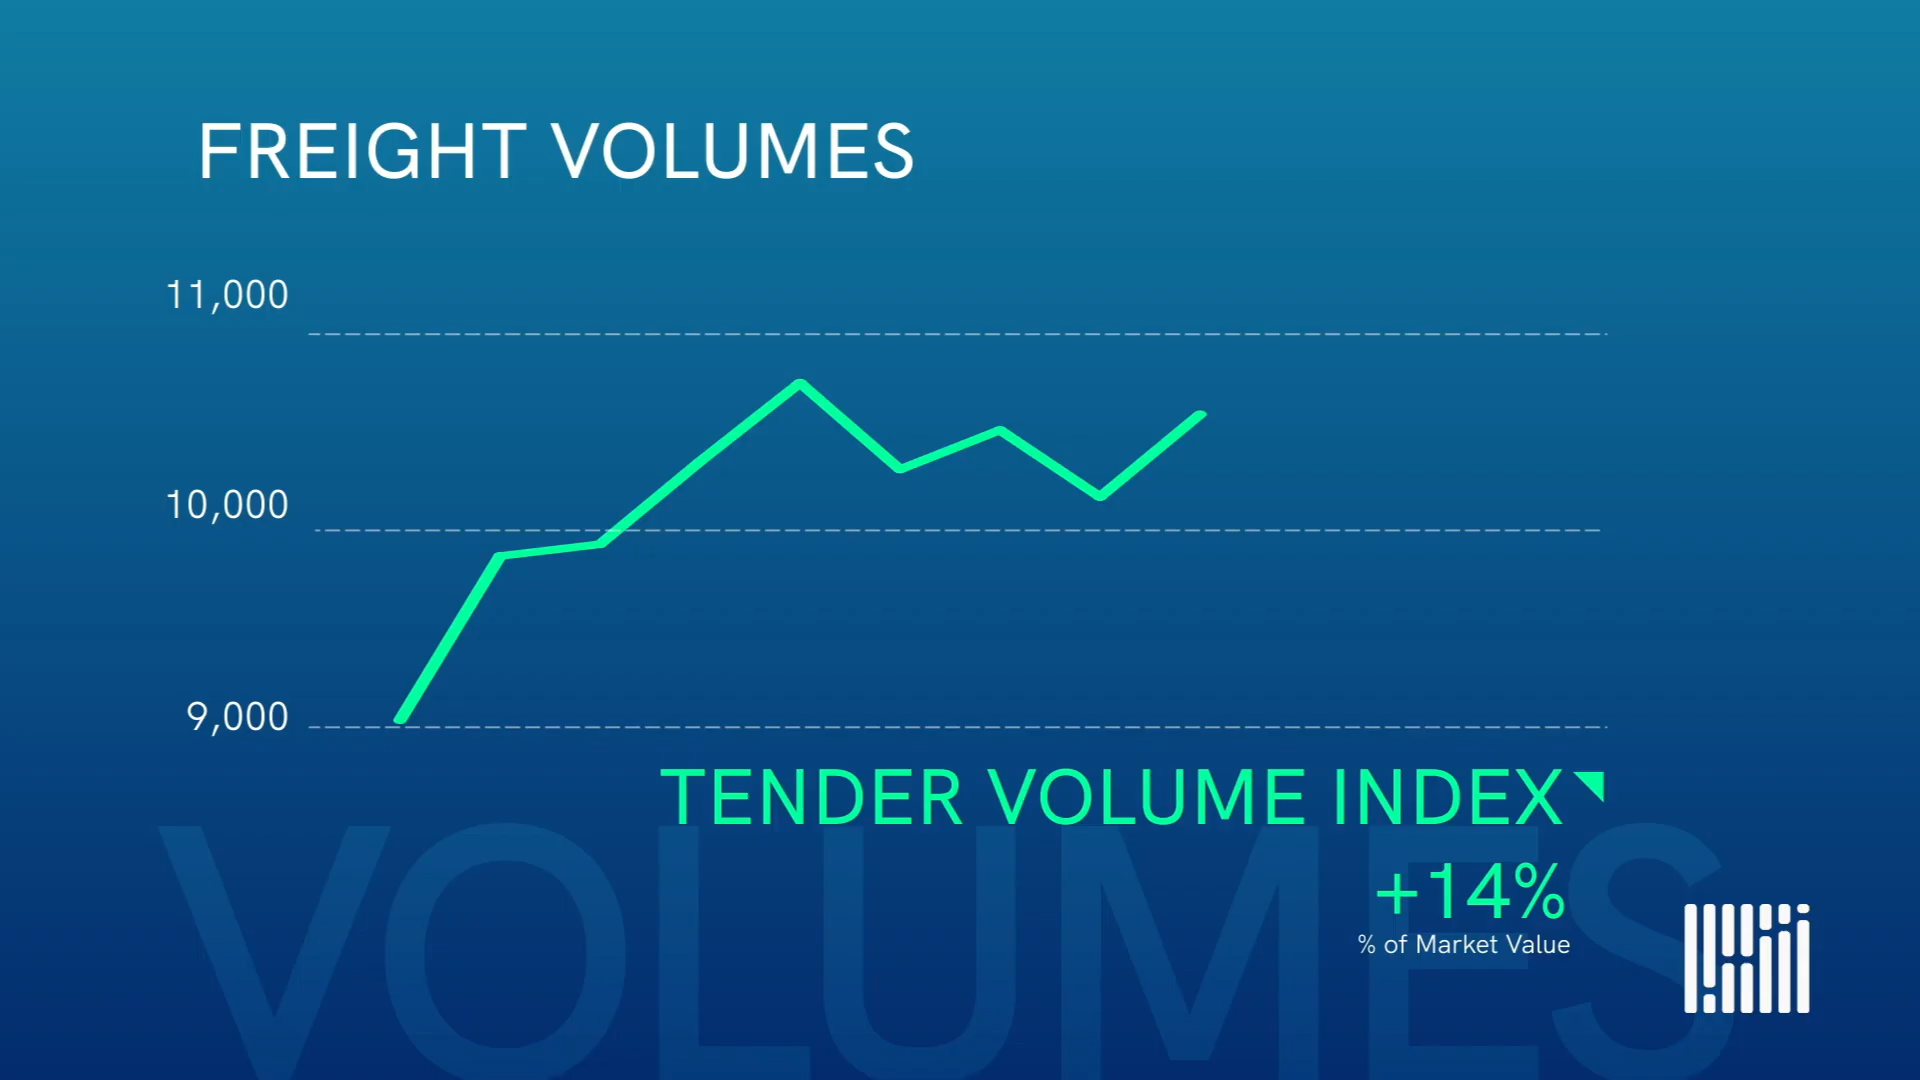 FREIGHT VOLUMES
11,000
10,000
9,000
TENDER VOLUME INDEX
+14%
% of Market Value
VOLUMES